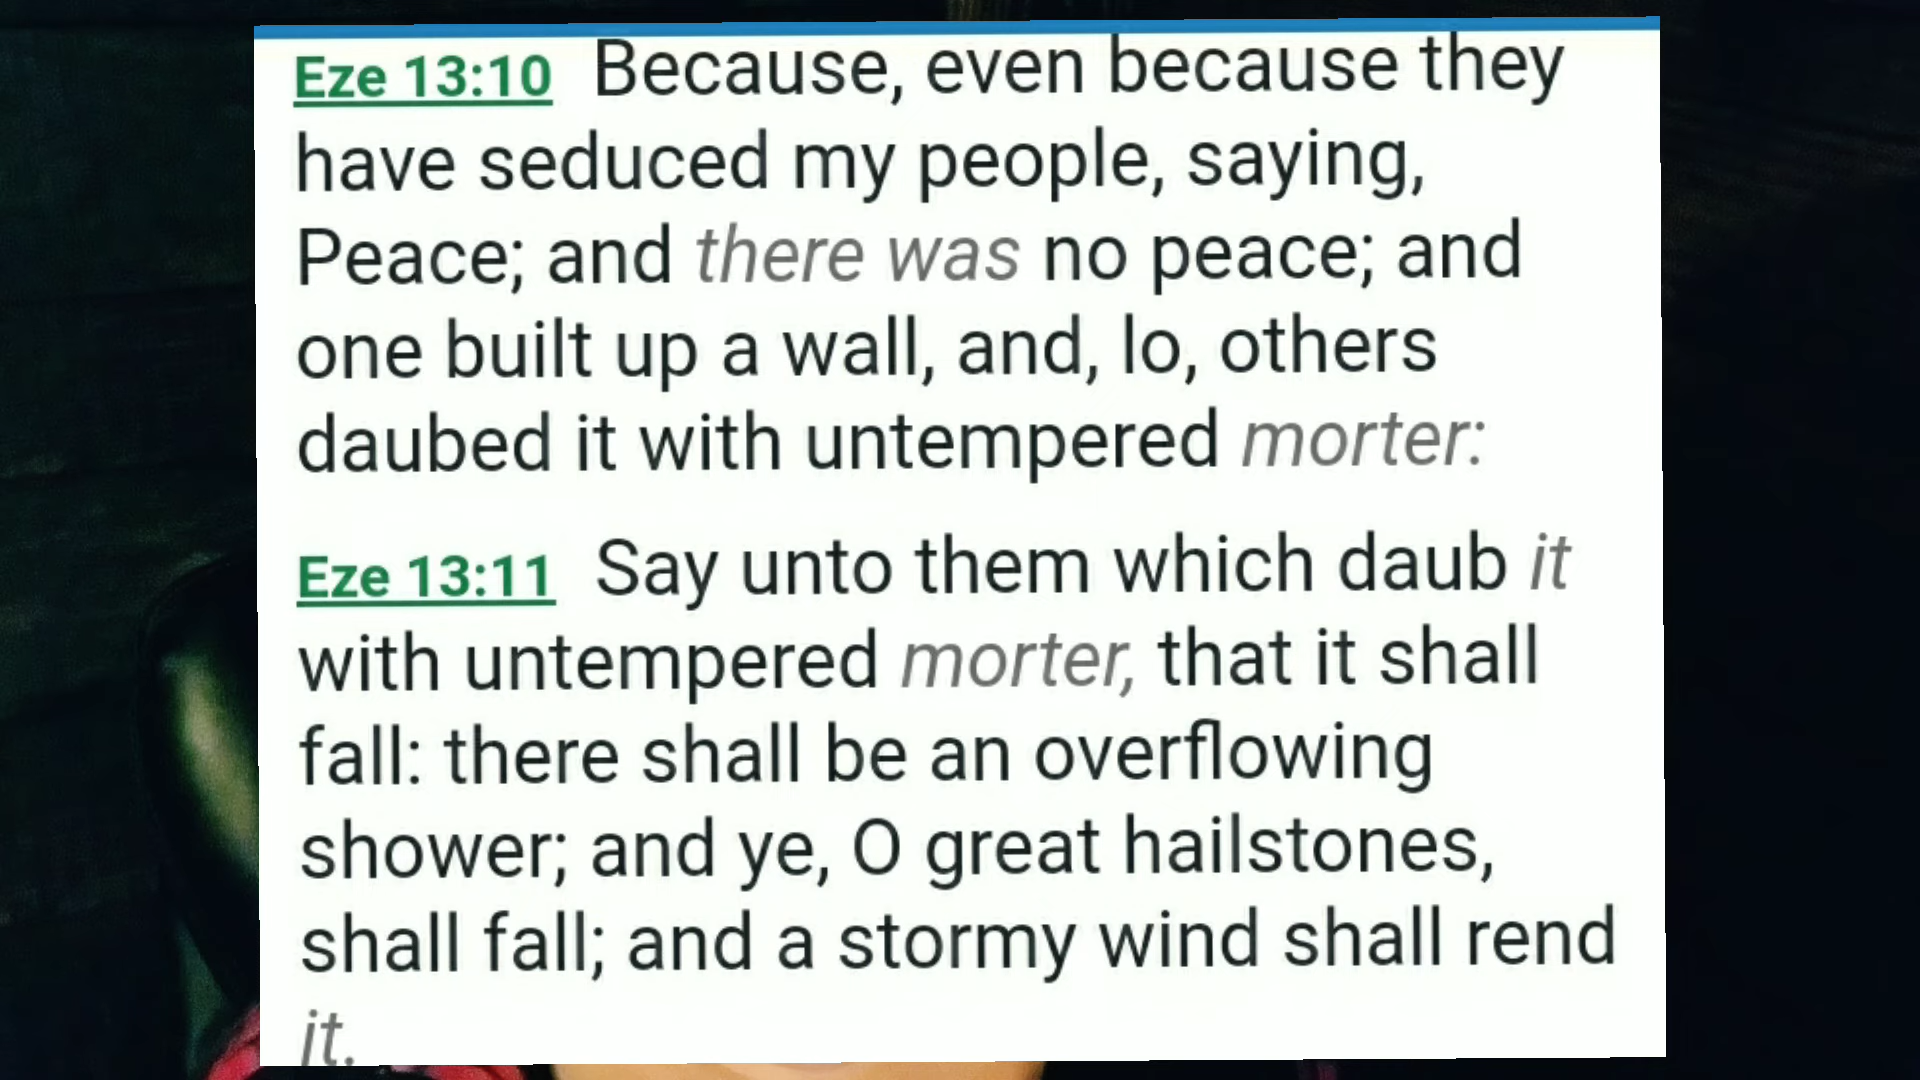 Eze 13:10 Because, even because they
have seduced my people, saying,
Peace; and there was no peace; and
one built up a wall, and, lo, others
daubed it with untempered morter:
Eze 13:11 Say unto them which daub it
with untempered morter, that it shall
fall: there shall be an overflowing
shower; and ye, O great hailstones,
shall fall; and a stormy wind shall rend
it.